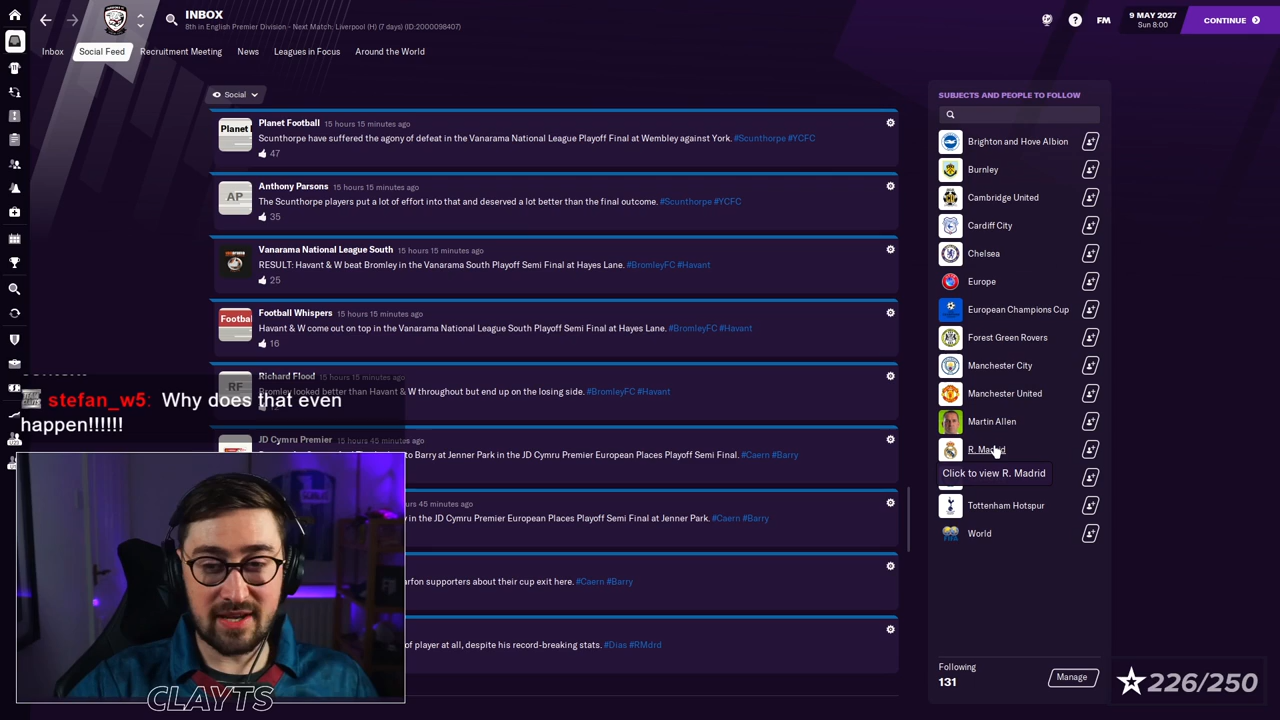 INBOX
8th in English Premier Division - Next Match: Liverpool (H) (7 days) (ID:2000098407)
FM
9 MAY 2027
Sun 8:00
CONTINUE
Inbox
Social Feed
Recruitment Meeting
News
Leagues in Focus
Around the World
Social
Planet Football 15 hours 15 minutes ago
Scunthorpe have suffered the agony of defeat in the Vanarama National League Playoff Final at Wembley against York. #Scunthorpe #YCFC
47
AP
Anthony Parsons 15 hours 15 minutes ago
The Scunthorpe players put a lot of effort into that and deserved a lot better than the final outcome. #Scunthorpe #YCFC
35
Vanarama National League South 15 hours 15 minutes ago
RESULT: Havant & W beat Bromley in the Vanarama South Playoff Semi Final at Hayes Lane. #BromleyFC #Havant
25
Football Whispers 15 hours 15 minutes ago
Havant & W come out on top in the Vanarama National League South Playoff Semi Final at Hayes Lane. #BromleyFC #Havant
16
RF
Richard Flood 15 hours 15 minutes ago
Bromley looked better than Havant & W throughout but end up on the losing side. #BromleyFC #Havant
stefan_w5: Why does that even
happen!!!!!!
JD Cymru Premier 15 hours 45 minutes ago
to Barry at Jenner Park in the JD Cymru Premier European Places Playoff Semi Final. #Caern #Barry
45 minutes ago
in the JD Cymru Premier European Places Playoff Semi Final at Jenner Park. #Caern #Barry
supporters about their cup exit here. #Caern #Barry
of player at all, despite his record-breaking stats. #Dias #RMdrd
CLAYTS
SUBJECTS AND PEOPLE TO FOLLOW
Brighton and Hove Albion
Burnley
Cambridge United
Cardiff City
Chelsea
Europe
European Champions Cup
Forest Green Rovers
Manchester City
Manchester United
Martin Allen
R. Madrid
Click to view R. Madrid
Tottenham Hotspur
World
Following
131
Manage
226/250